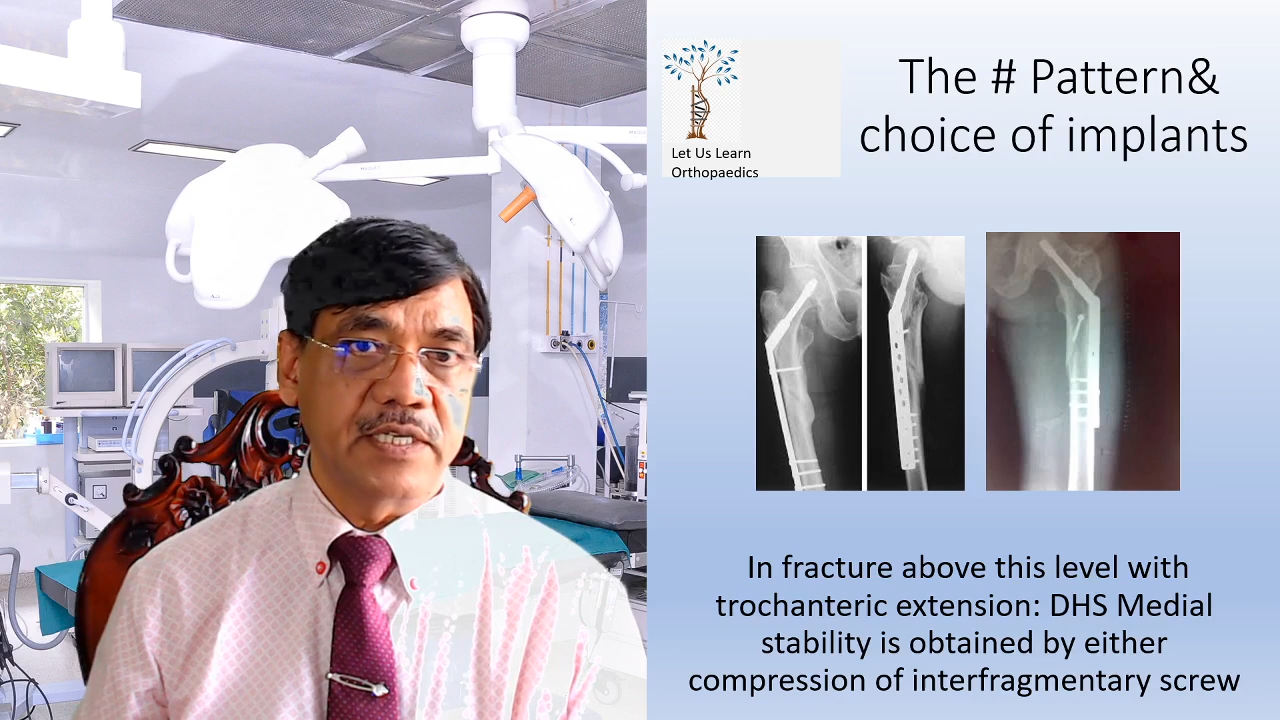 The # Pattern&
choice of implants
Let Us Learn
Orthopaedics
In fracture above this level with
trochanteric extension: DHS Medial
stability is obtained by either
compression of interfragmentary screw